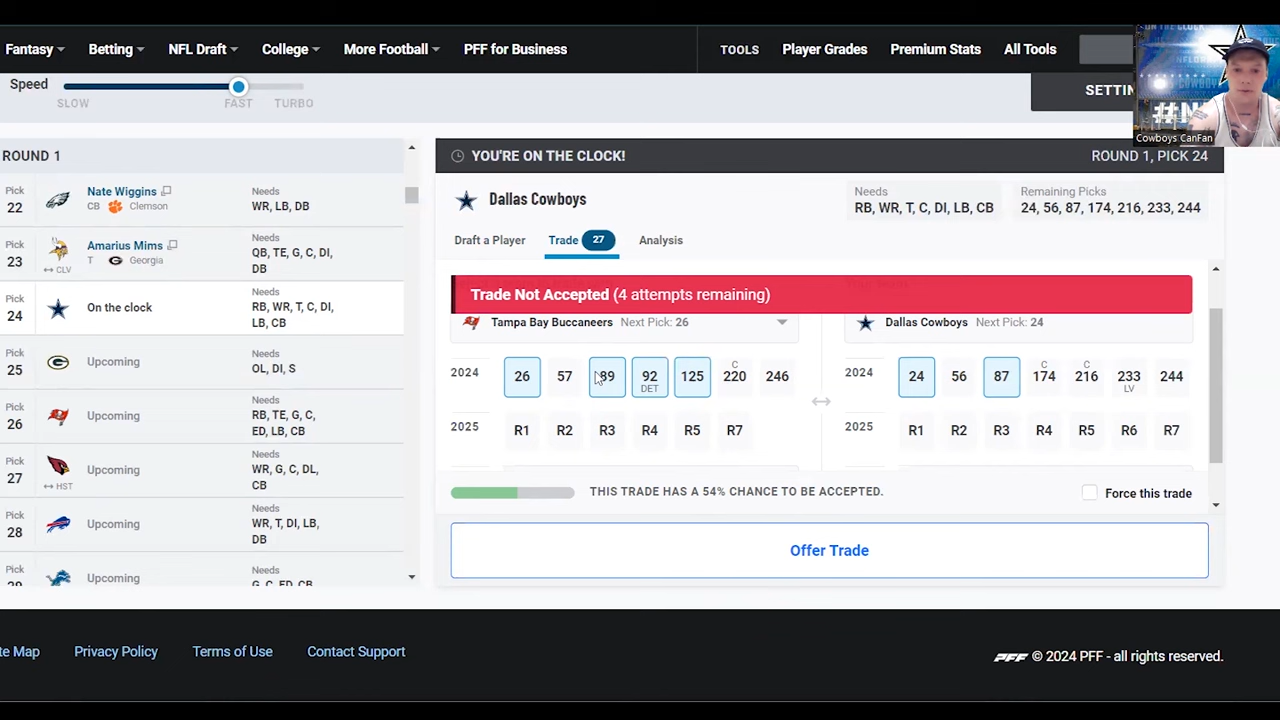 Fantasy Betting NFL Draft College More Football PFF for Business TOOLS Player Grades Premium Stats All Tools
Speed
SLOW FAST TURBO
SETTIN
Cowboys CanFan
ROUND 1
Pick 22 Nate Wiggins CB Clemson Needs WR, LB, DB
Pick 23 CLV Amarius Mims T Georgia Needs QB, TE, G, C, DI, DB
Pick 24 On the clock Needs RB, WR, T, C, DI, LB, CB
Pick 25 Upcoming Needs OL, DI, S
Pick 26 Upcoming Needs RB, TE, G, C, ED, LB, CB
Pick 27 HST Upcoming Needs WR, G, C, DL, CB
Pick 28 Upcoming Needs WR, T, DI, LB, DB
Pick 29 Upcoming Needs G, C, ED, CB
YOU'RE ON THE CLOCK! ROUND 1, PICK 24
Dallas Cowboys
Needs
RB, WR, T, C, DI, LB, CB
Remaining Picks
24, 56, 87, 174, 216, 233, 244
Draft a Player Trade 27 Analysis
Trade Not Accepted (4 attempts remaining)
Tampa Bay Buccaneers Next Pick: 26
2024 26 57 89 92 DET 125 C 220 246
2025 R1 R2 R3 R4 R5 R7
Dallas Cowboys Next Pick: 24
2024 24 56 87 C 174 C 216 233 LV 244
2025 R1 R2 R3 R4 R5 R6 R7
THIS TRADE HAS A 54% CHANCE TO BE ACCEPTED.
Force this trade
Offer Trade
te Map Privacy Policy Terms of Use Contact Support
PFF © 2024 PFF - all rights reserved.